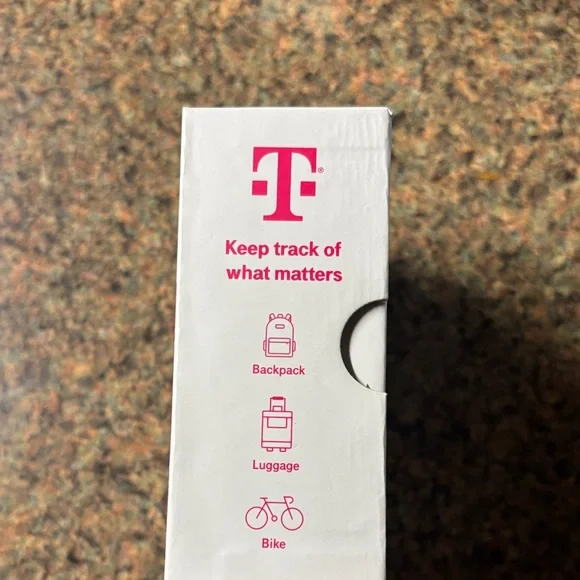 T®
Keep track of
what matters
Backpack
Luggage
Bike